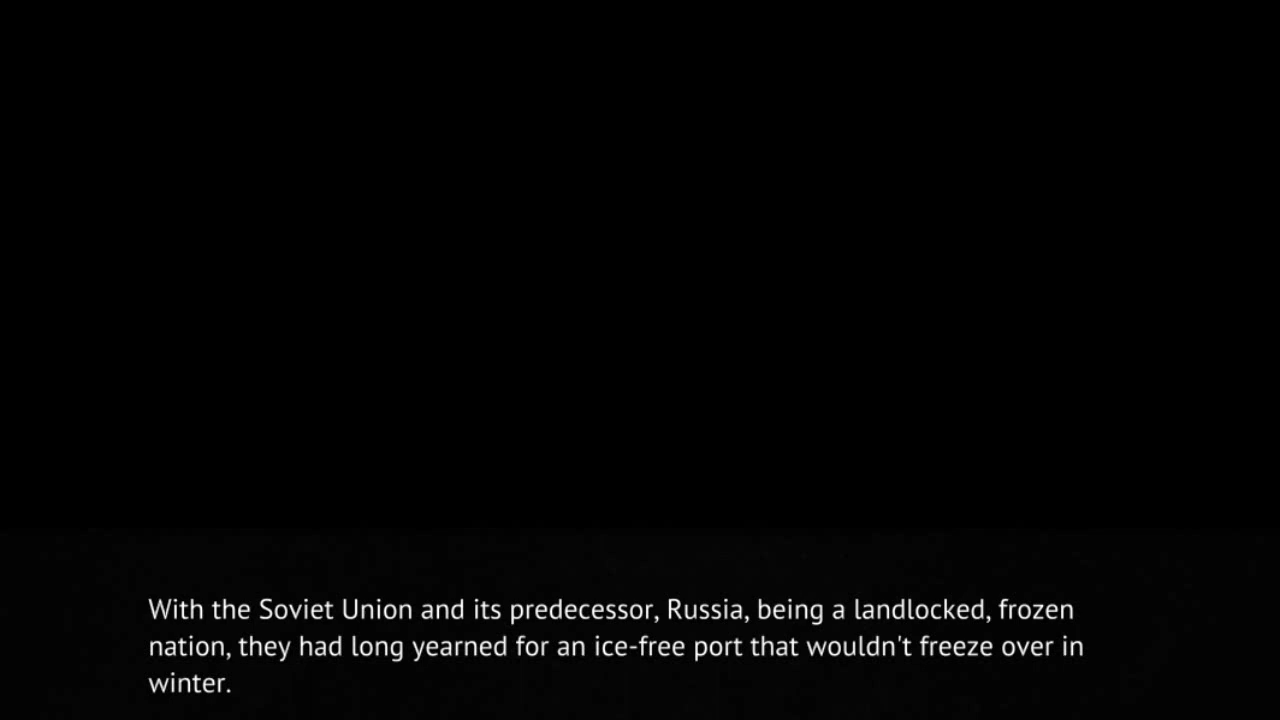 With the Soviet Union and its predecessor, Russia, being a landlocked, frozen
nation, they had long yearned for an ice-free port that wouldn't freeze over in
winter.